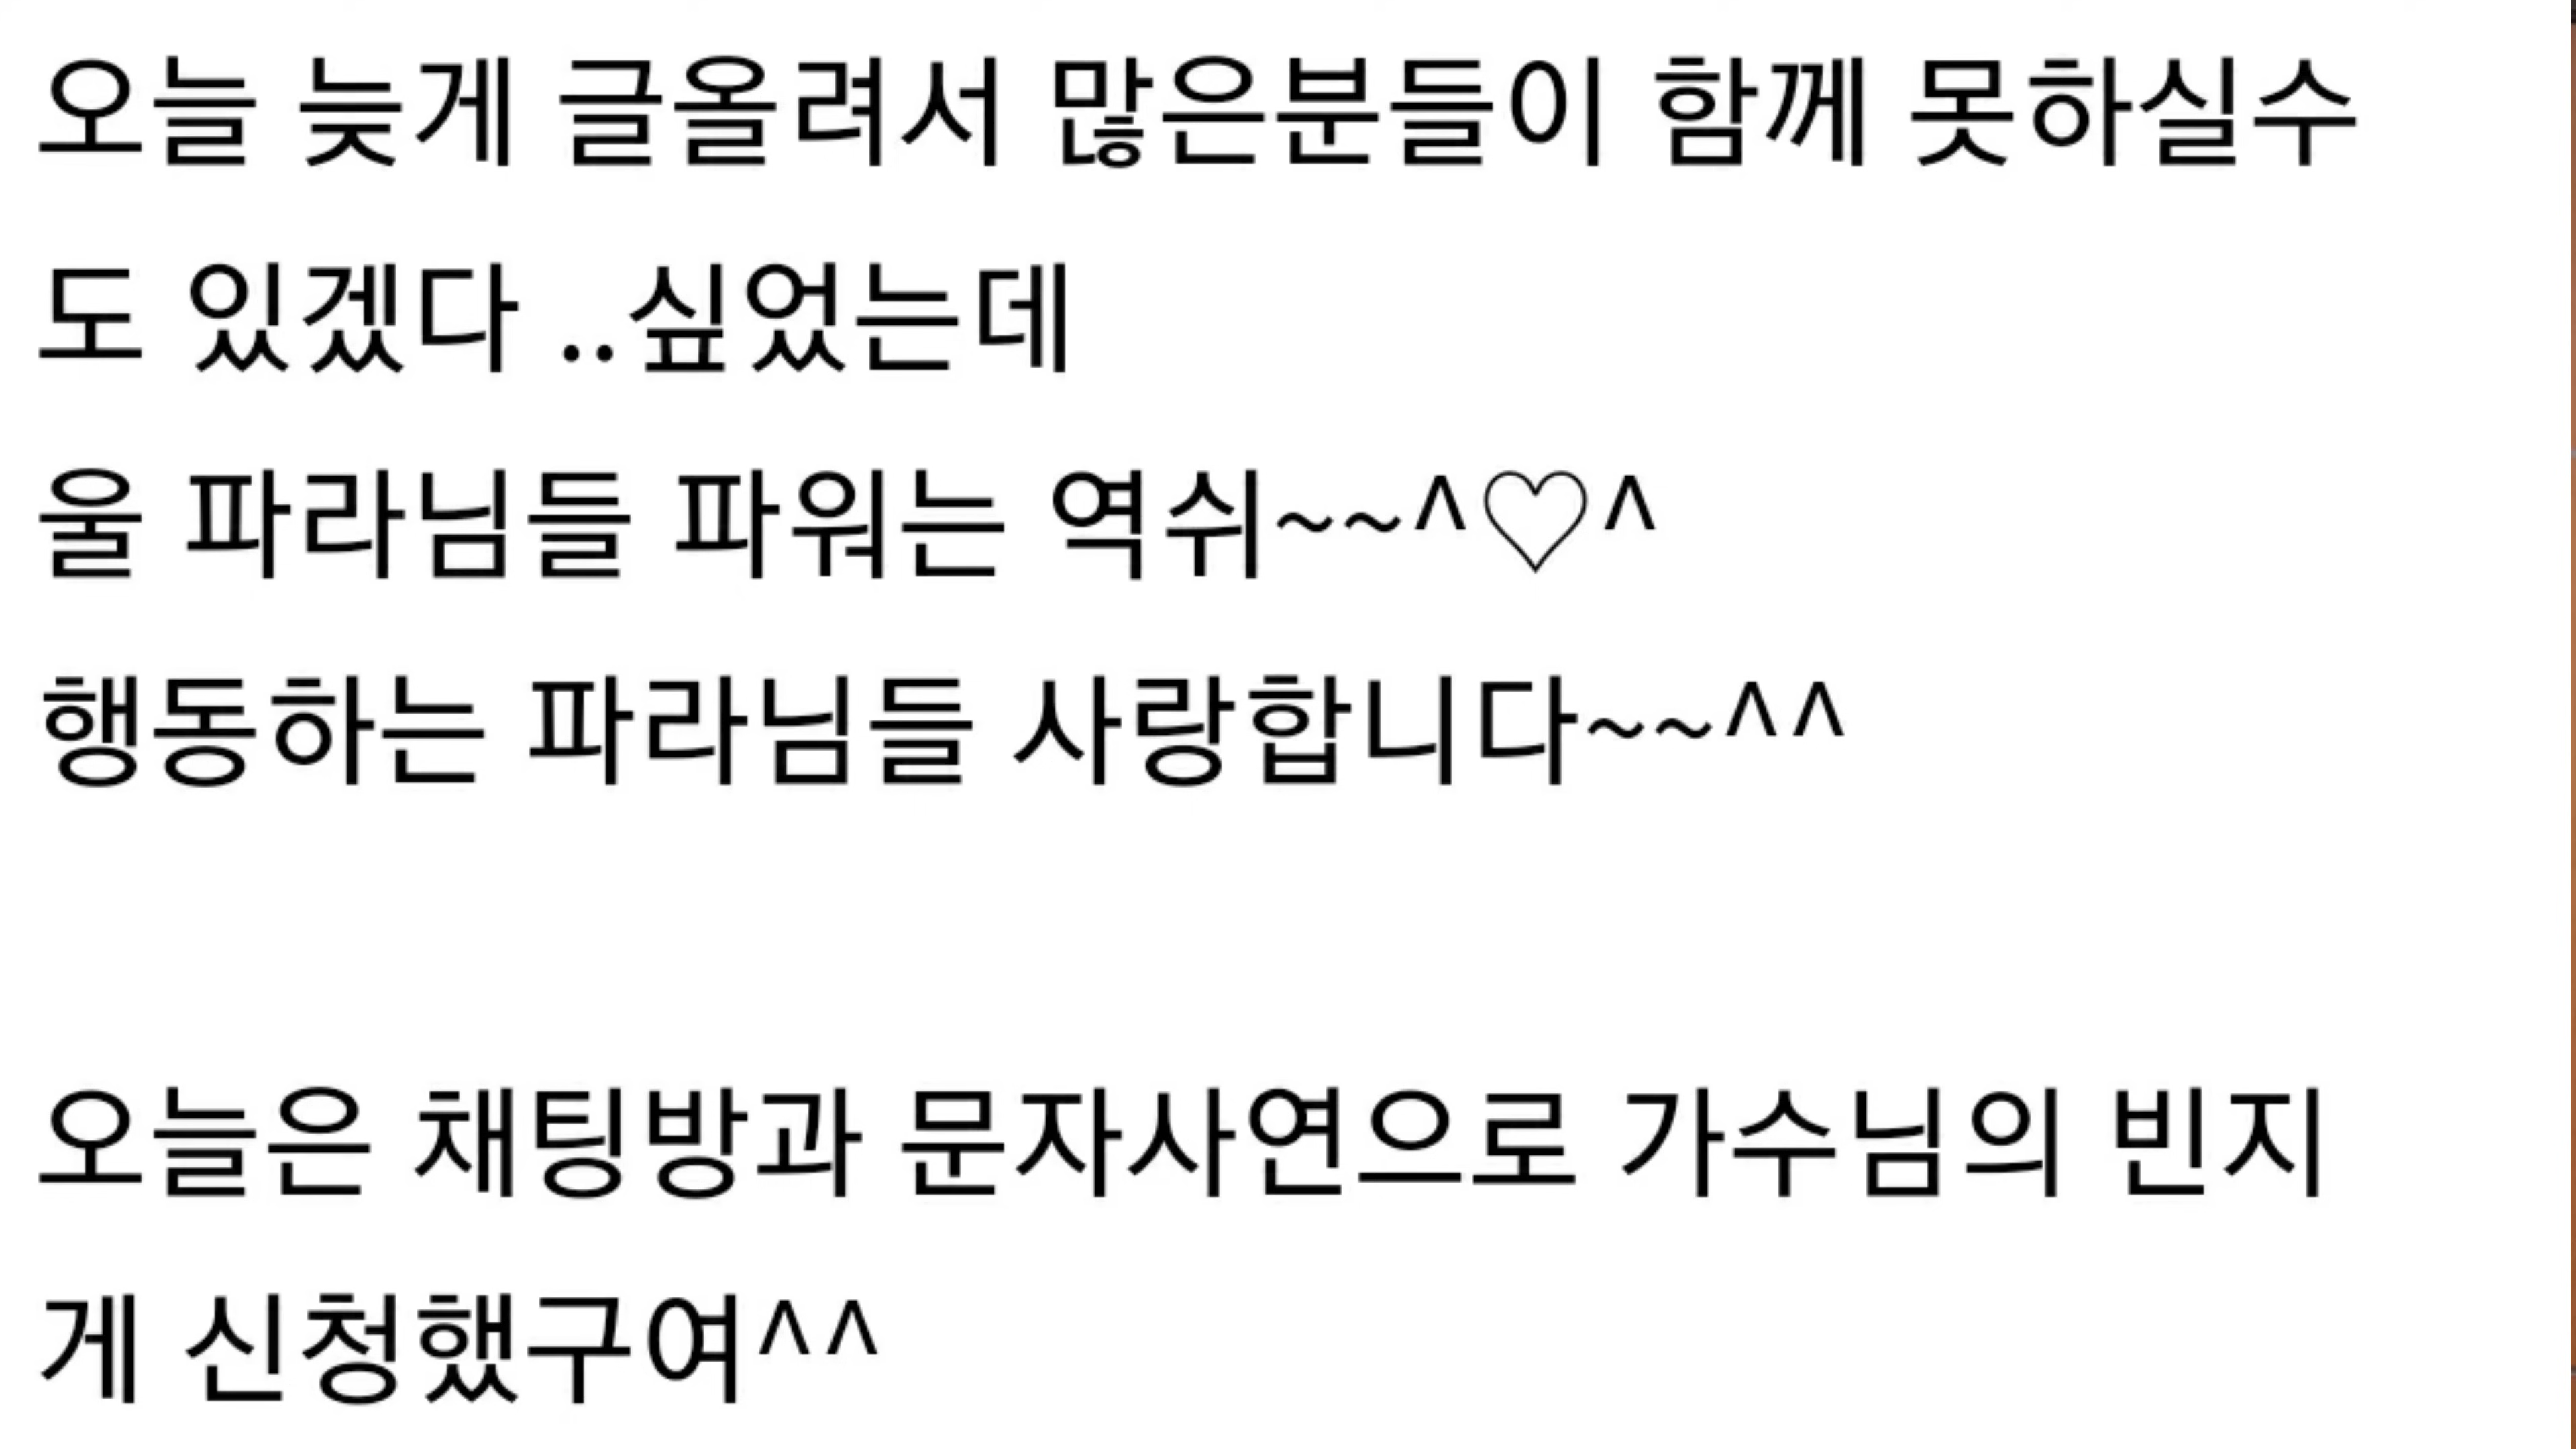 오늘 늦게 글올려서 많은분들이 함께 못하실수
도 있겠다 ..싶었는데
울 파라님들 파워는 역쉬~~^♡^
행동하는 파라님들 사랑합니다~~^^
오늘은 채팅방과 문자사연으로 가수님의 빈지
게 신청했구여^^